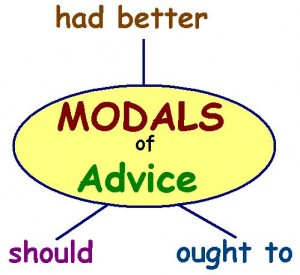 had better
MODALS
of
Advice
should
ought to